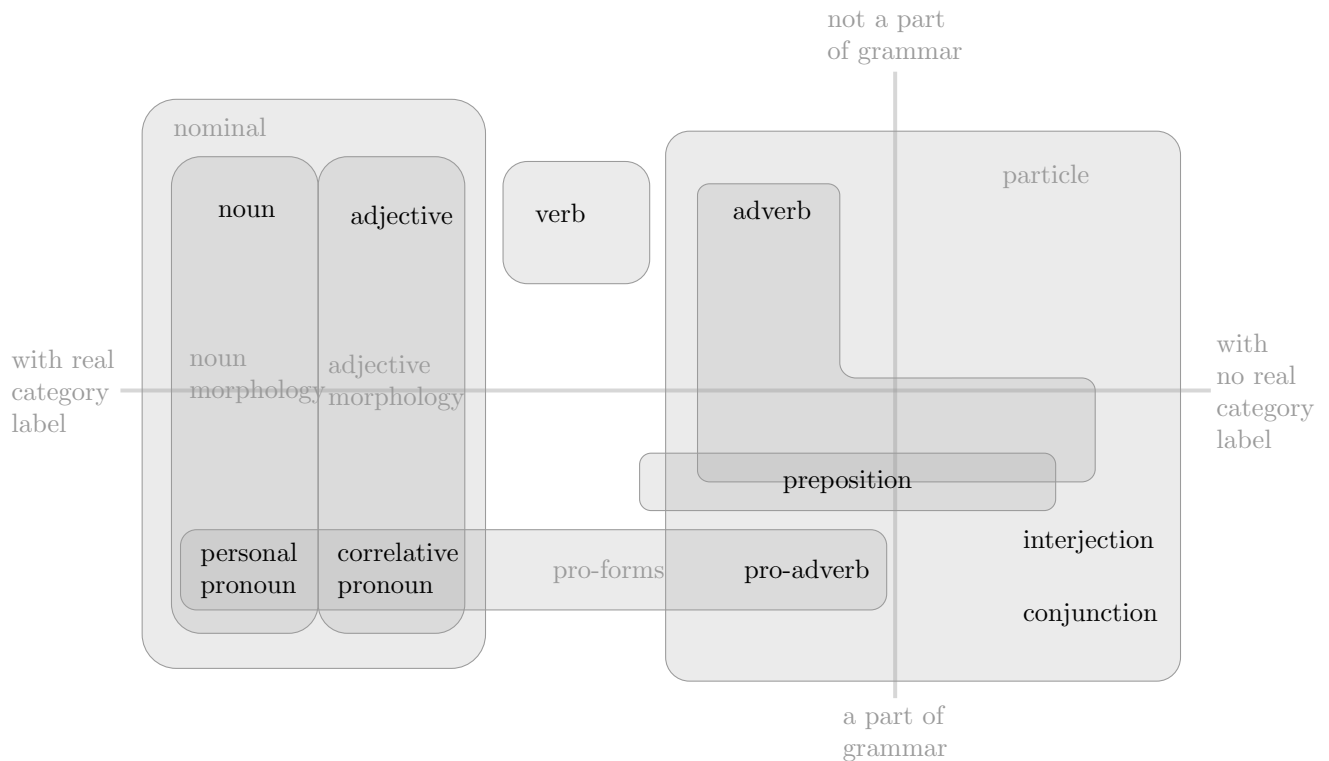 not a part
of grammar
nominal
particle
noun
adjective
verb
adverb
with real
category
label
noun
morphology
adjective
morphology
with
no real
category
label
preposition
interjection
personal
pronoun
correlative
pronoun
pro-forms
pro-adverb
conjunction
a part of
grammar